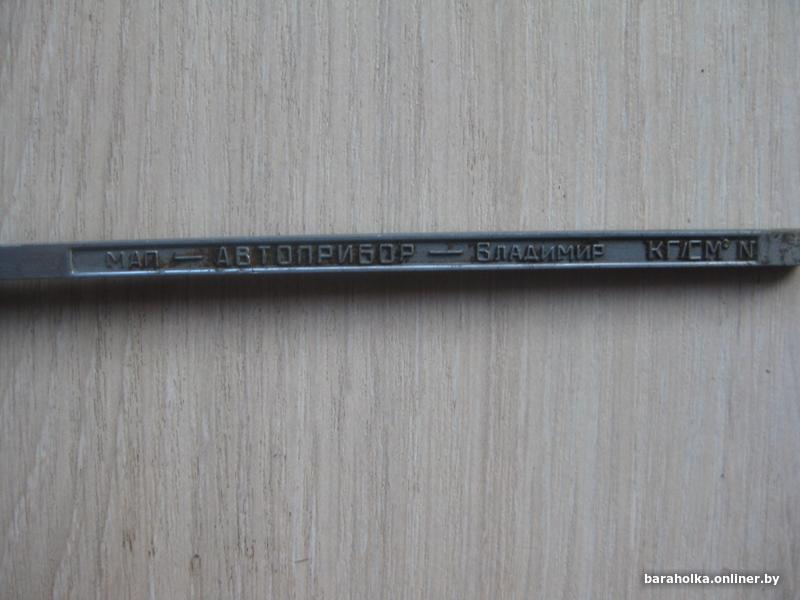 МАП — АВТОПРИБОР — ВЛАДИМИР КГ/СМ² N
baraholka.onliner.by